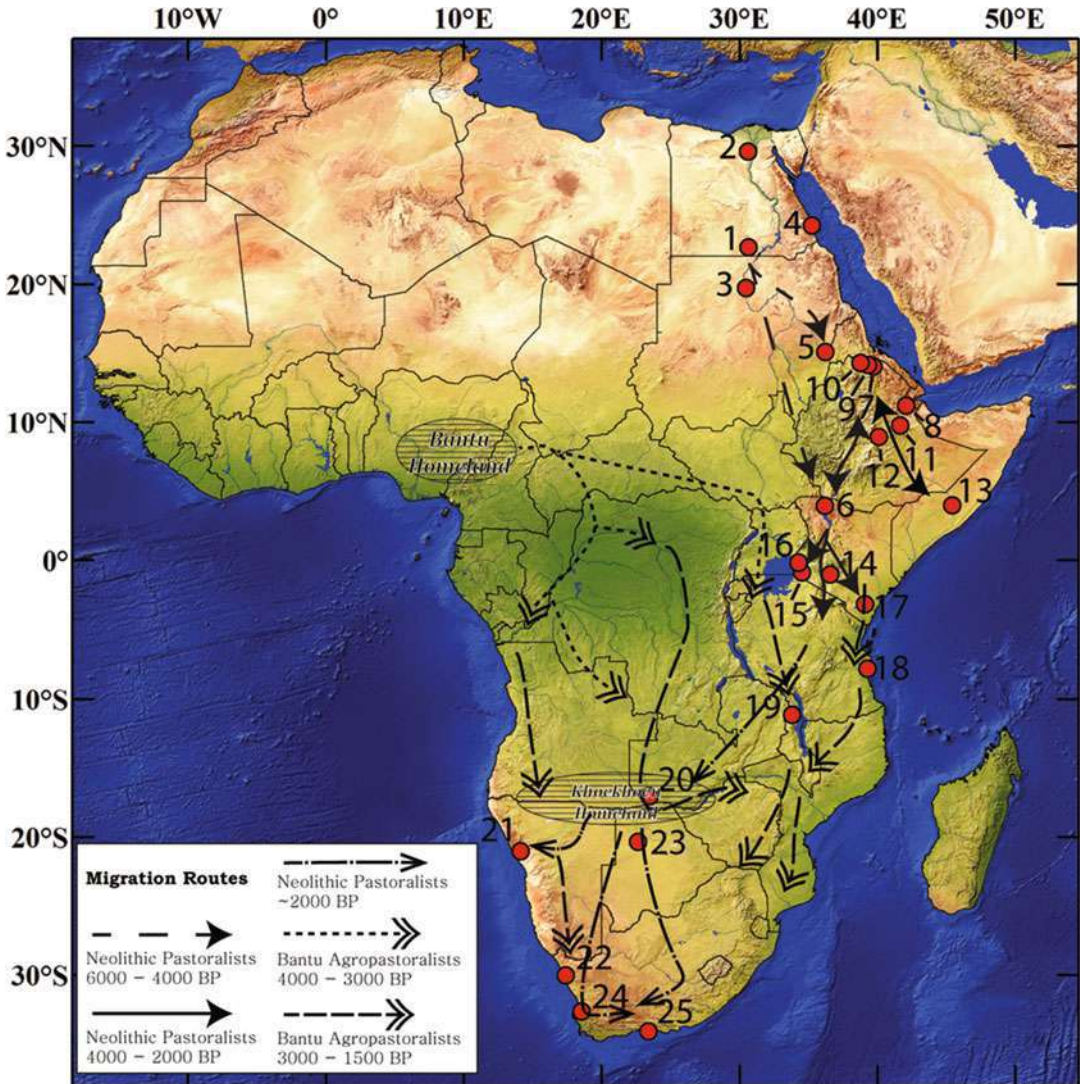 10°W 0° 10°E 20°E 30°E 40°E 50°E
30°N
20°N
10°N
0°
10°S
20°S
30°S
2
4
1
3
5
10
9 7
8
11
12
13
6
16
14
15
17
18
19
20
21
23
22
24
25
Bantu
Homeland
Khoekhoen
Homeland
Migration Routes
Neolithic Pastoralists
6000 – 4000 BP
Neolithic Pastoralists
4000 – 2000 BP
Neolithic Pastoralists
~2000 BP
Bantu Agropastoralists
4000 – 3000 BP
Bantu Agropastoralists
3000 – 1500 BP